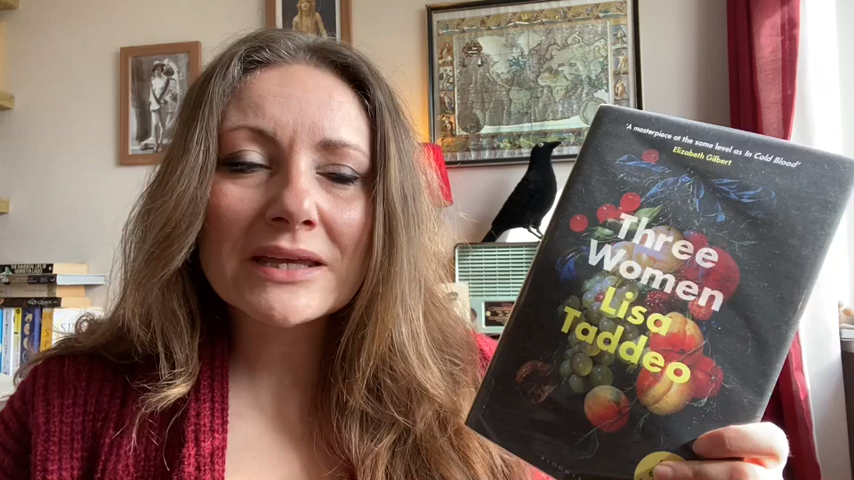 'A masterpiece at the same level as In Cold Blood'
Elizabeth Gilbert
Three
Women
Lisa
Taddeo